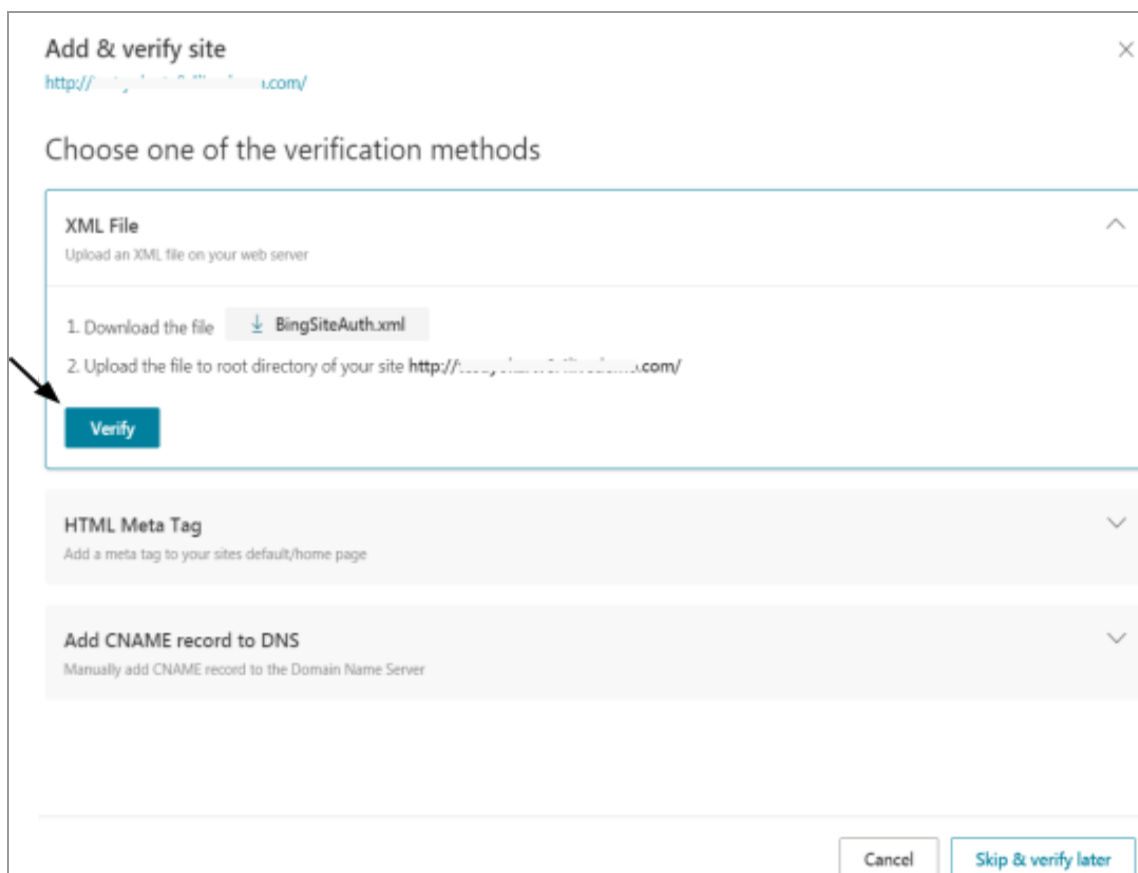 Add & verify site
http:// .com/
Choose one of the verification methods
XML File
Upload an XML file on your web server
1. Download the file BingSiteAuth.xml
2. Upload the file to root directory of your site http:// .com/
Verify
HTML Meta Tag
Add a meta tag to your sites default/home page
Add CNAME record to DNS
Manually add CNAME record to the Domain Name Server
Cancel Skip & verify later